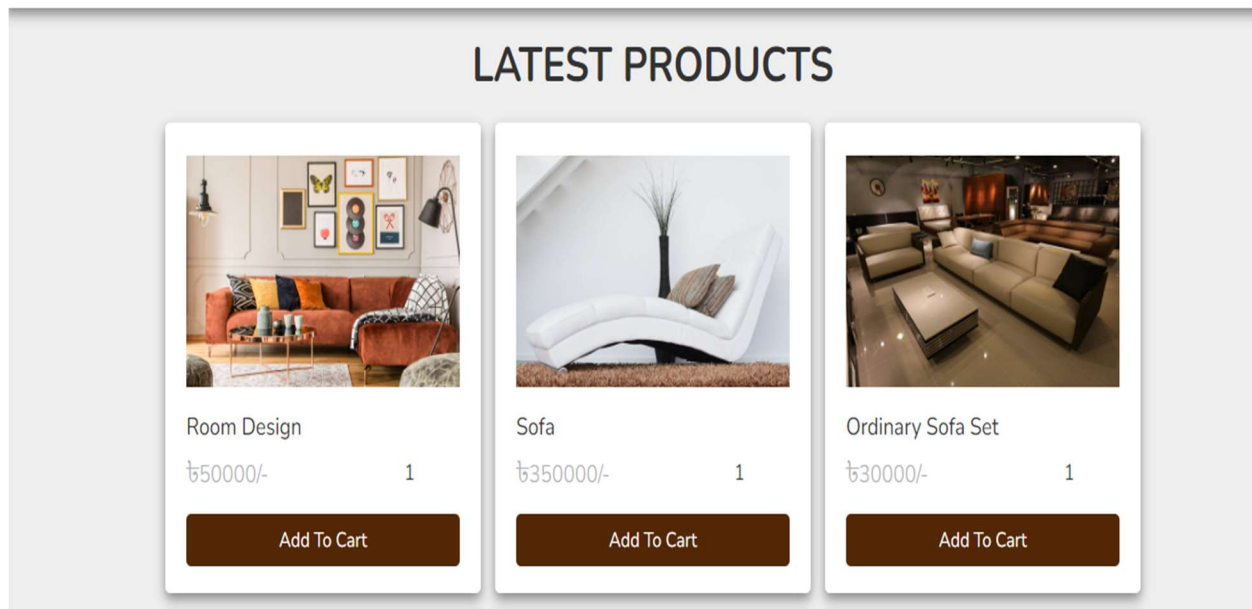 LATEST PRODUCTS
Room Design
৳50000/-
1
Add To Cart
Sofa
৳350000/-
1
Add To Cart
Ordinary Sofa Set
৳30000/-
1
Add To Cart